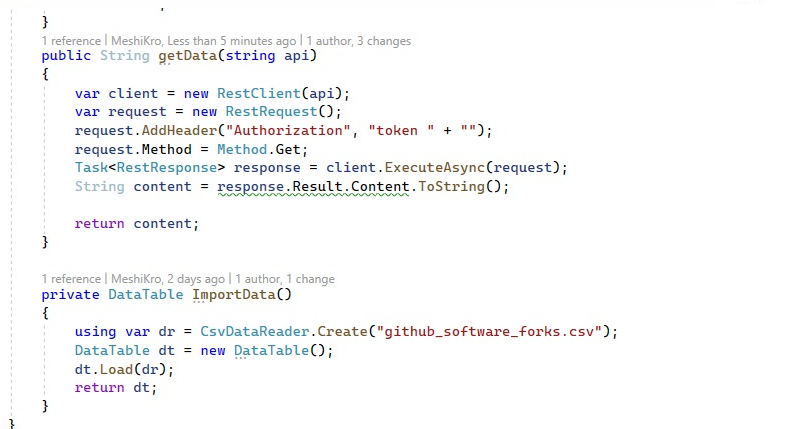 }
1 reference | MeshiKro, Less than 5 minutes ago | 1 author, 3 changes
public String getData(string api)
{
var client = new RestClient(api);
var request = new RestRequest();
request.AddHeader("Authorization", "token " + "");
request.Method = Method.Get;
Task<RestResponse> response = client.ExecuteAsync(request);
String content = response.Result.Content.ToString();
return content;
}
1 reference | MeshiKro, 2 days ago | 1 author, 1 change
private DataTable ImportData()
{
using var dr = CsvDataReader.Create("github_software_forks.csv");
DataTable dt = new DataTable();
dt.Load(dr);
return dt;
}
}